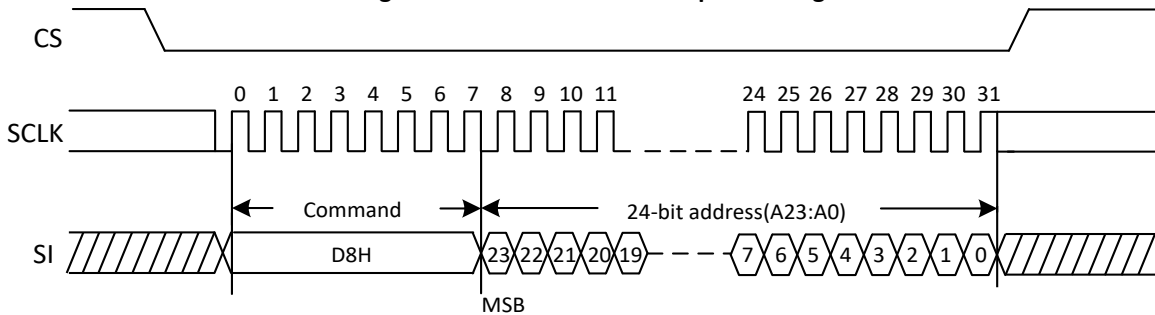 CS
0 1 2 3 4 5 6 7 8 9 10 11 24 25 26 27 28 29 30 31
SCLK
Command 24-bit address(A23:A0)
SI D8H 23 22 21 20 19 7 6 5 4 3 2 1 0
MSB